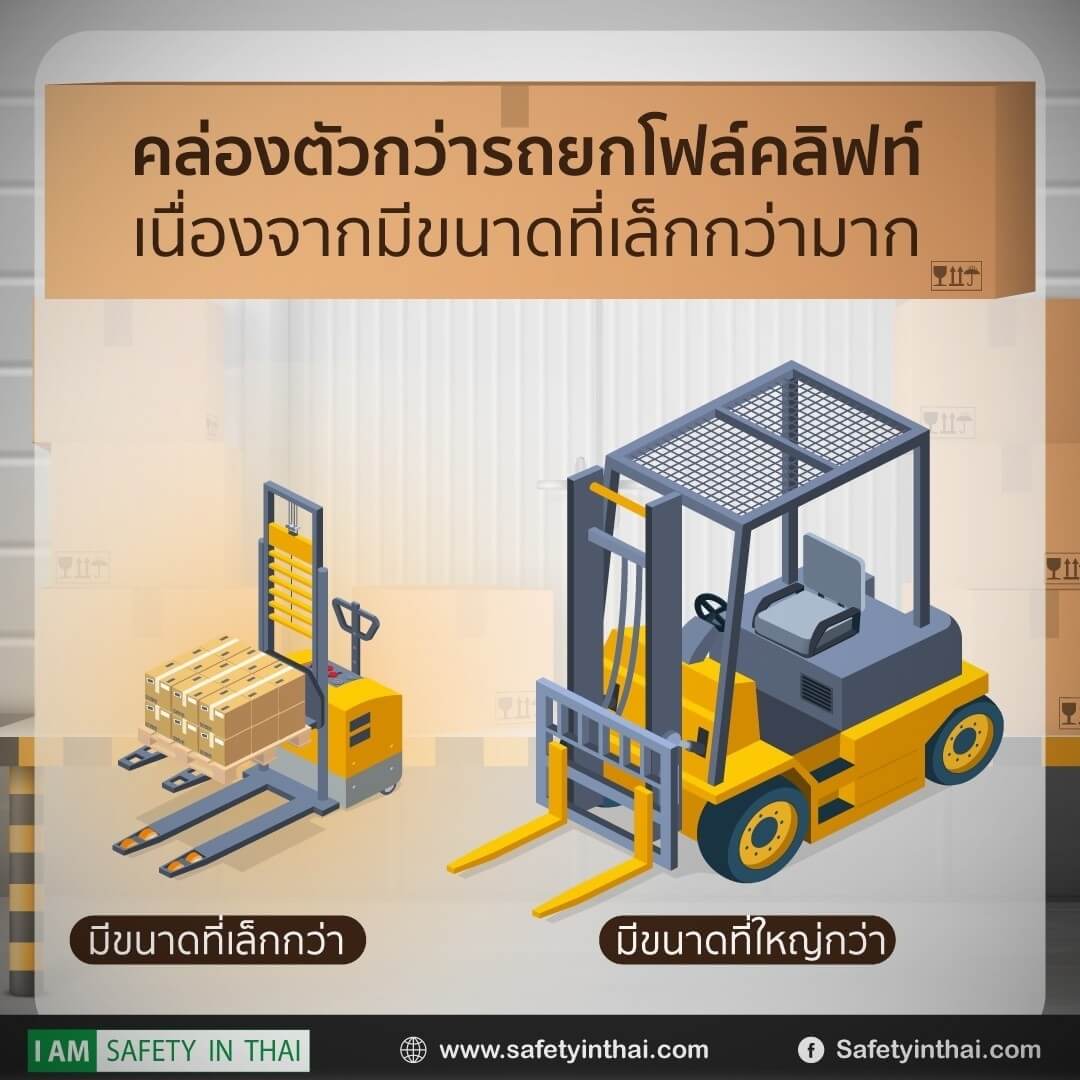 คล่องตัวกว่ารถยกโฟล์คลิฟท์
เนื่องจากมีขนาดที่เล็กกว่ามาก
มีขนาดที่เล็กกว่า
มีขนาดที่ใหญ่กว่า
I AM SAFETY IN THAI
www.safetyinthai.com
Safetyinthai.com